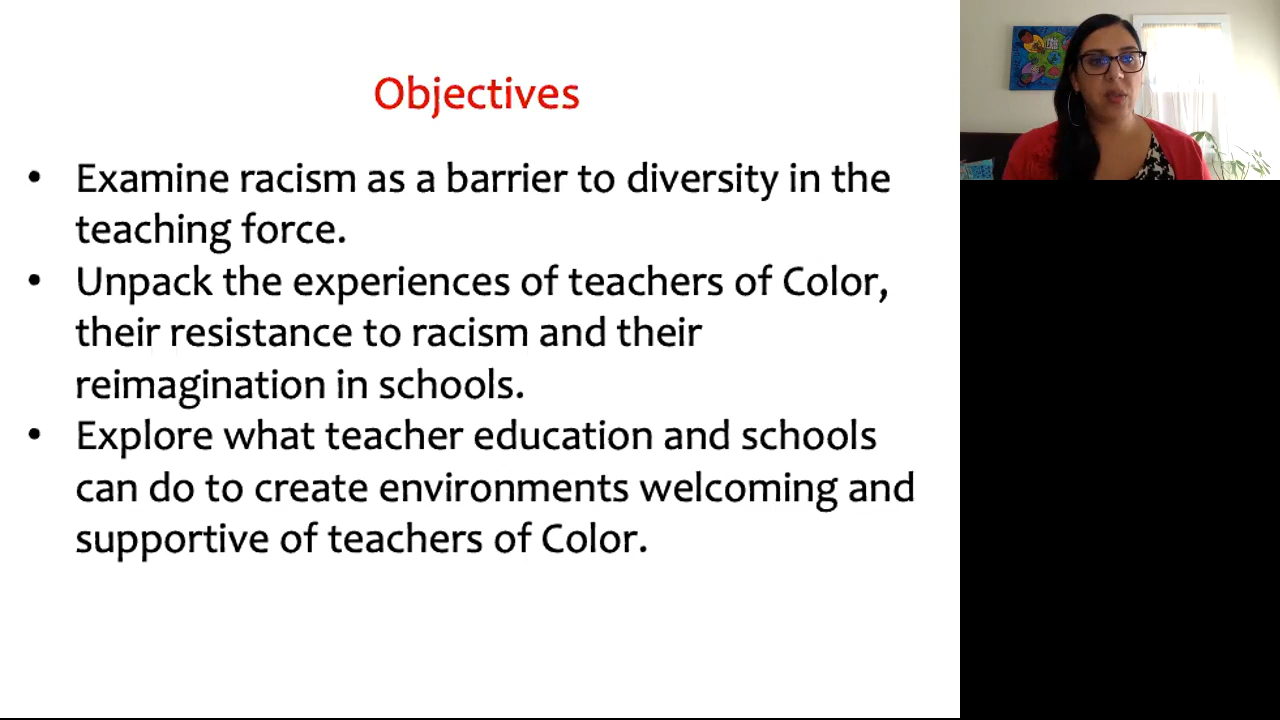 Objectives
• Examine racism as a barrier to diversity in the
teaching force.
• Unpack the experiences of teachers of Color,
their resistance to racism and their
reimagination in schools.
• Explore what teacher education and schools
can do to create environments welcoming and
supportive of teachers of Color.